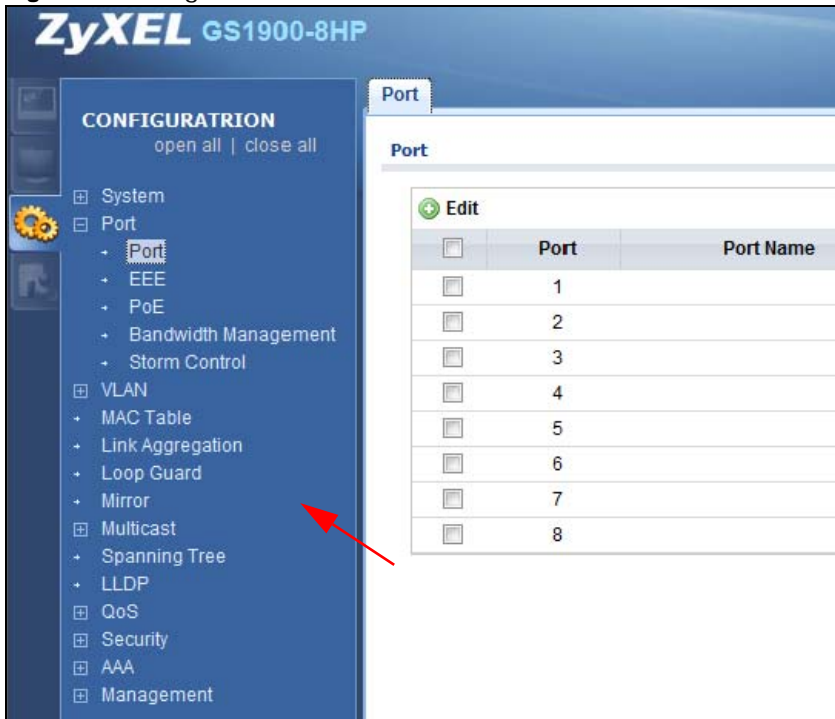 ZyXEL GS1900-8HP
CONFIGURATRION
open all | close all
System
Port
Port
EEE
PoE
Bandwidth Management
Storm Control
VLAN
MAC Table
Link Aggregation
Loop Guard
Mirror
Multicast
Spanning Tree
LLDP
QoS
Security
AAA
Management
Port
Port
Edit
Port Port Name
1
2
3
4
5
6
7
8